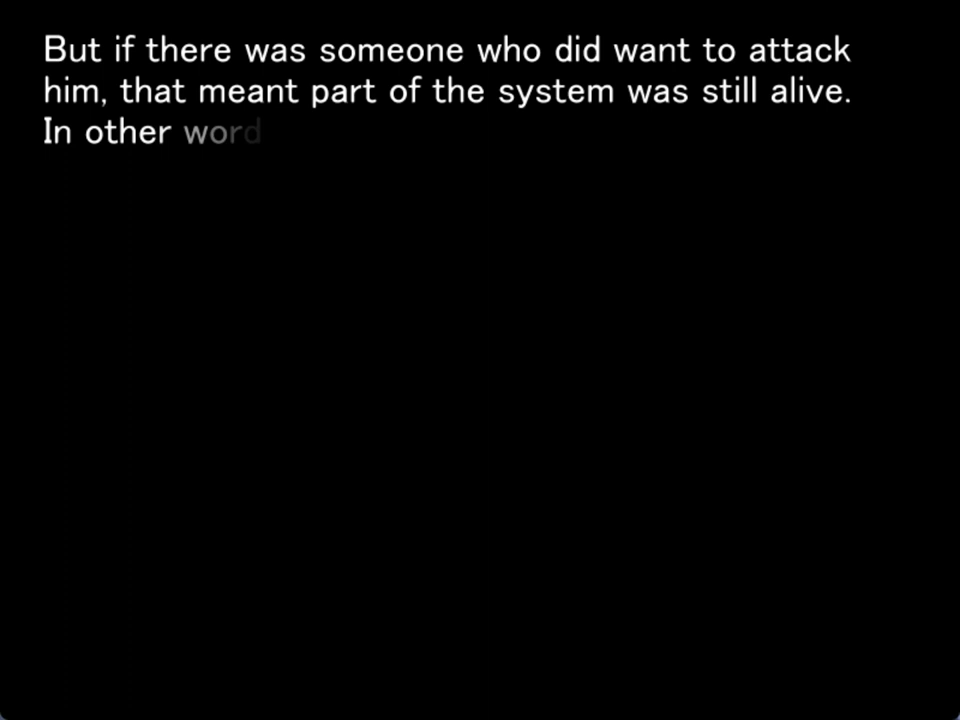 But if there was someone who did want to attack
him, that meant part of the system was still alive.
In other word